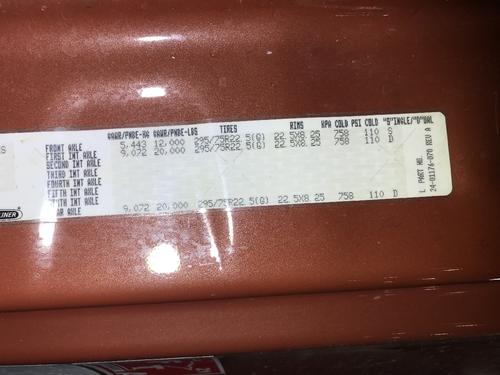 GAWR/PNBE-KG GAWR/PNBE-LBS TIRES RIMS KPA COLD PSI COLD "S"INGLE/"D"UAL
FRONT AXLE 5,443 12,000 295/75R22.5(G) 22.5X8.25 758 110 S
FIRST INT AXLE 9,072 20,000 295/75R22.5(G) 22.5X8.25 758 110 D
SECOND INT AXLE
THIRD INT AXLE
FOURTH INT AXLE
FIFTH INT AXLE
INT AXLE
AR AXLE 9,072 20,000 295/75R22.5(G) 22.5X8.25 758 110 D
L PART NO.
24-01174-070 REV A
LINER